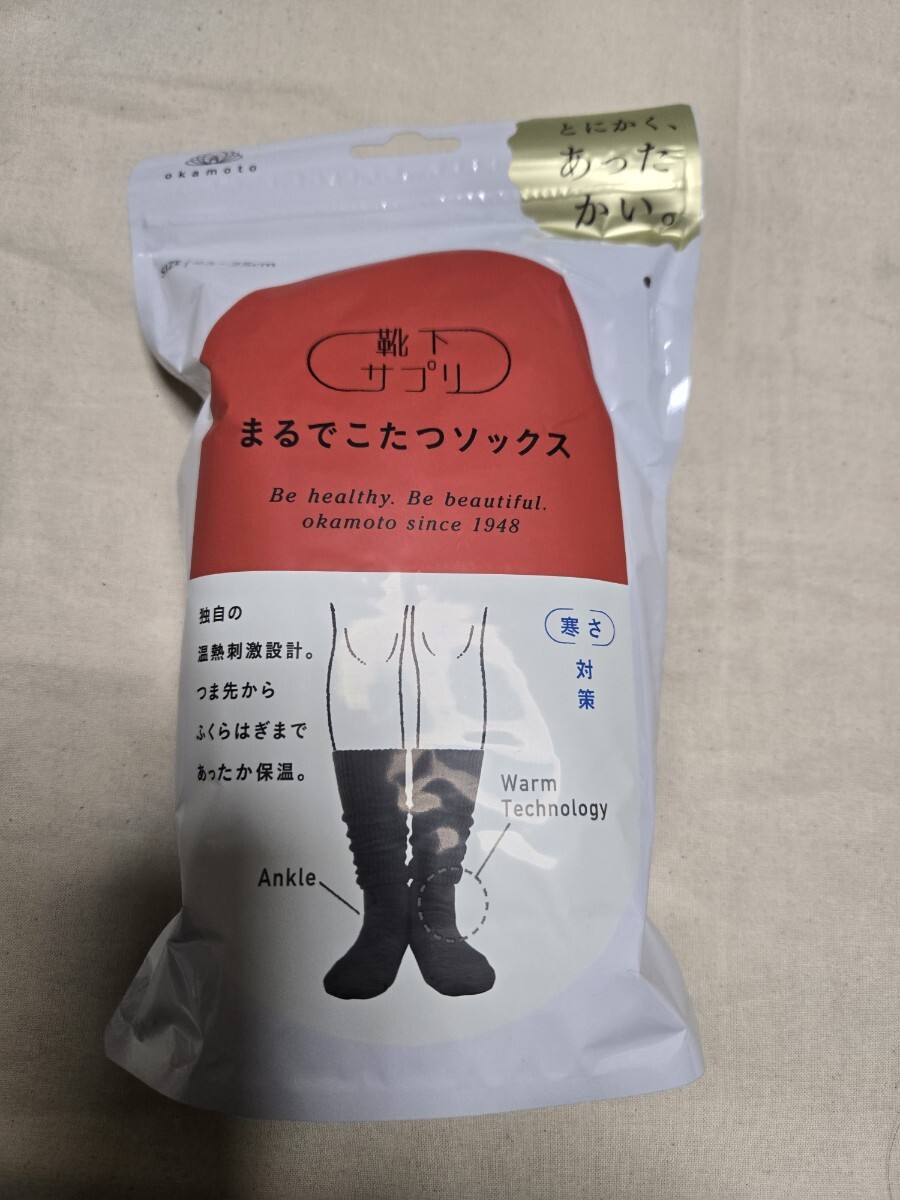 okamoto
とにかく、
あった
かい。
靴下
サプリ
まるでこたつソックス
Be healthy. Be beautiful.
okamoto since 1948
独自の
温熱刺激設計。
つま先から
ふくらはぎまで
あったか保温。
寒さ
対
策
Warm
Technology
Ankle